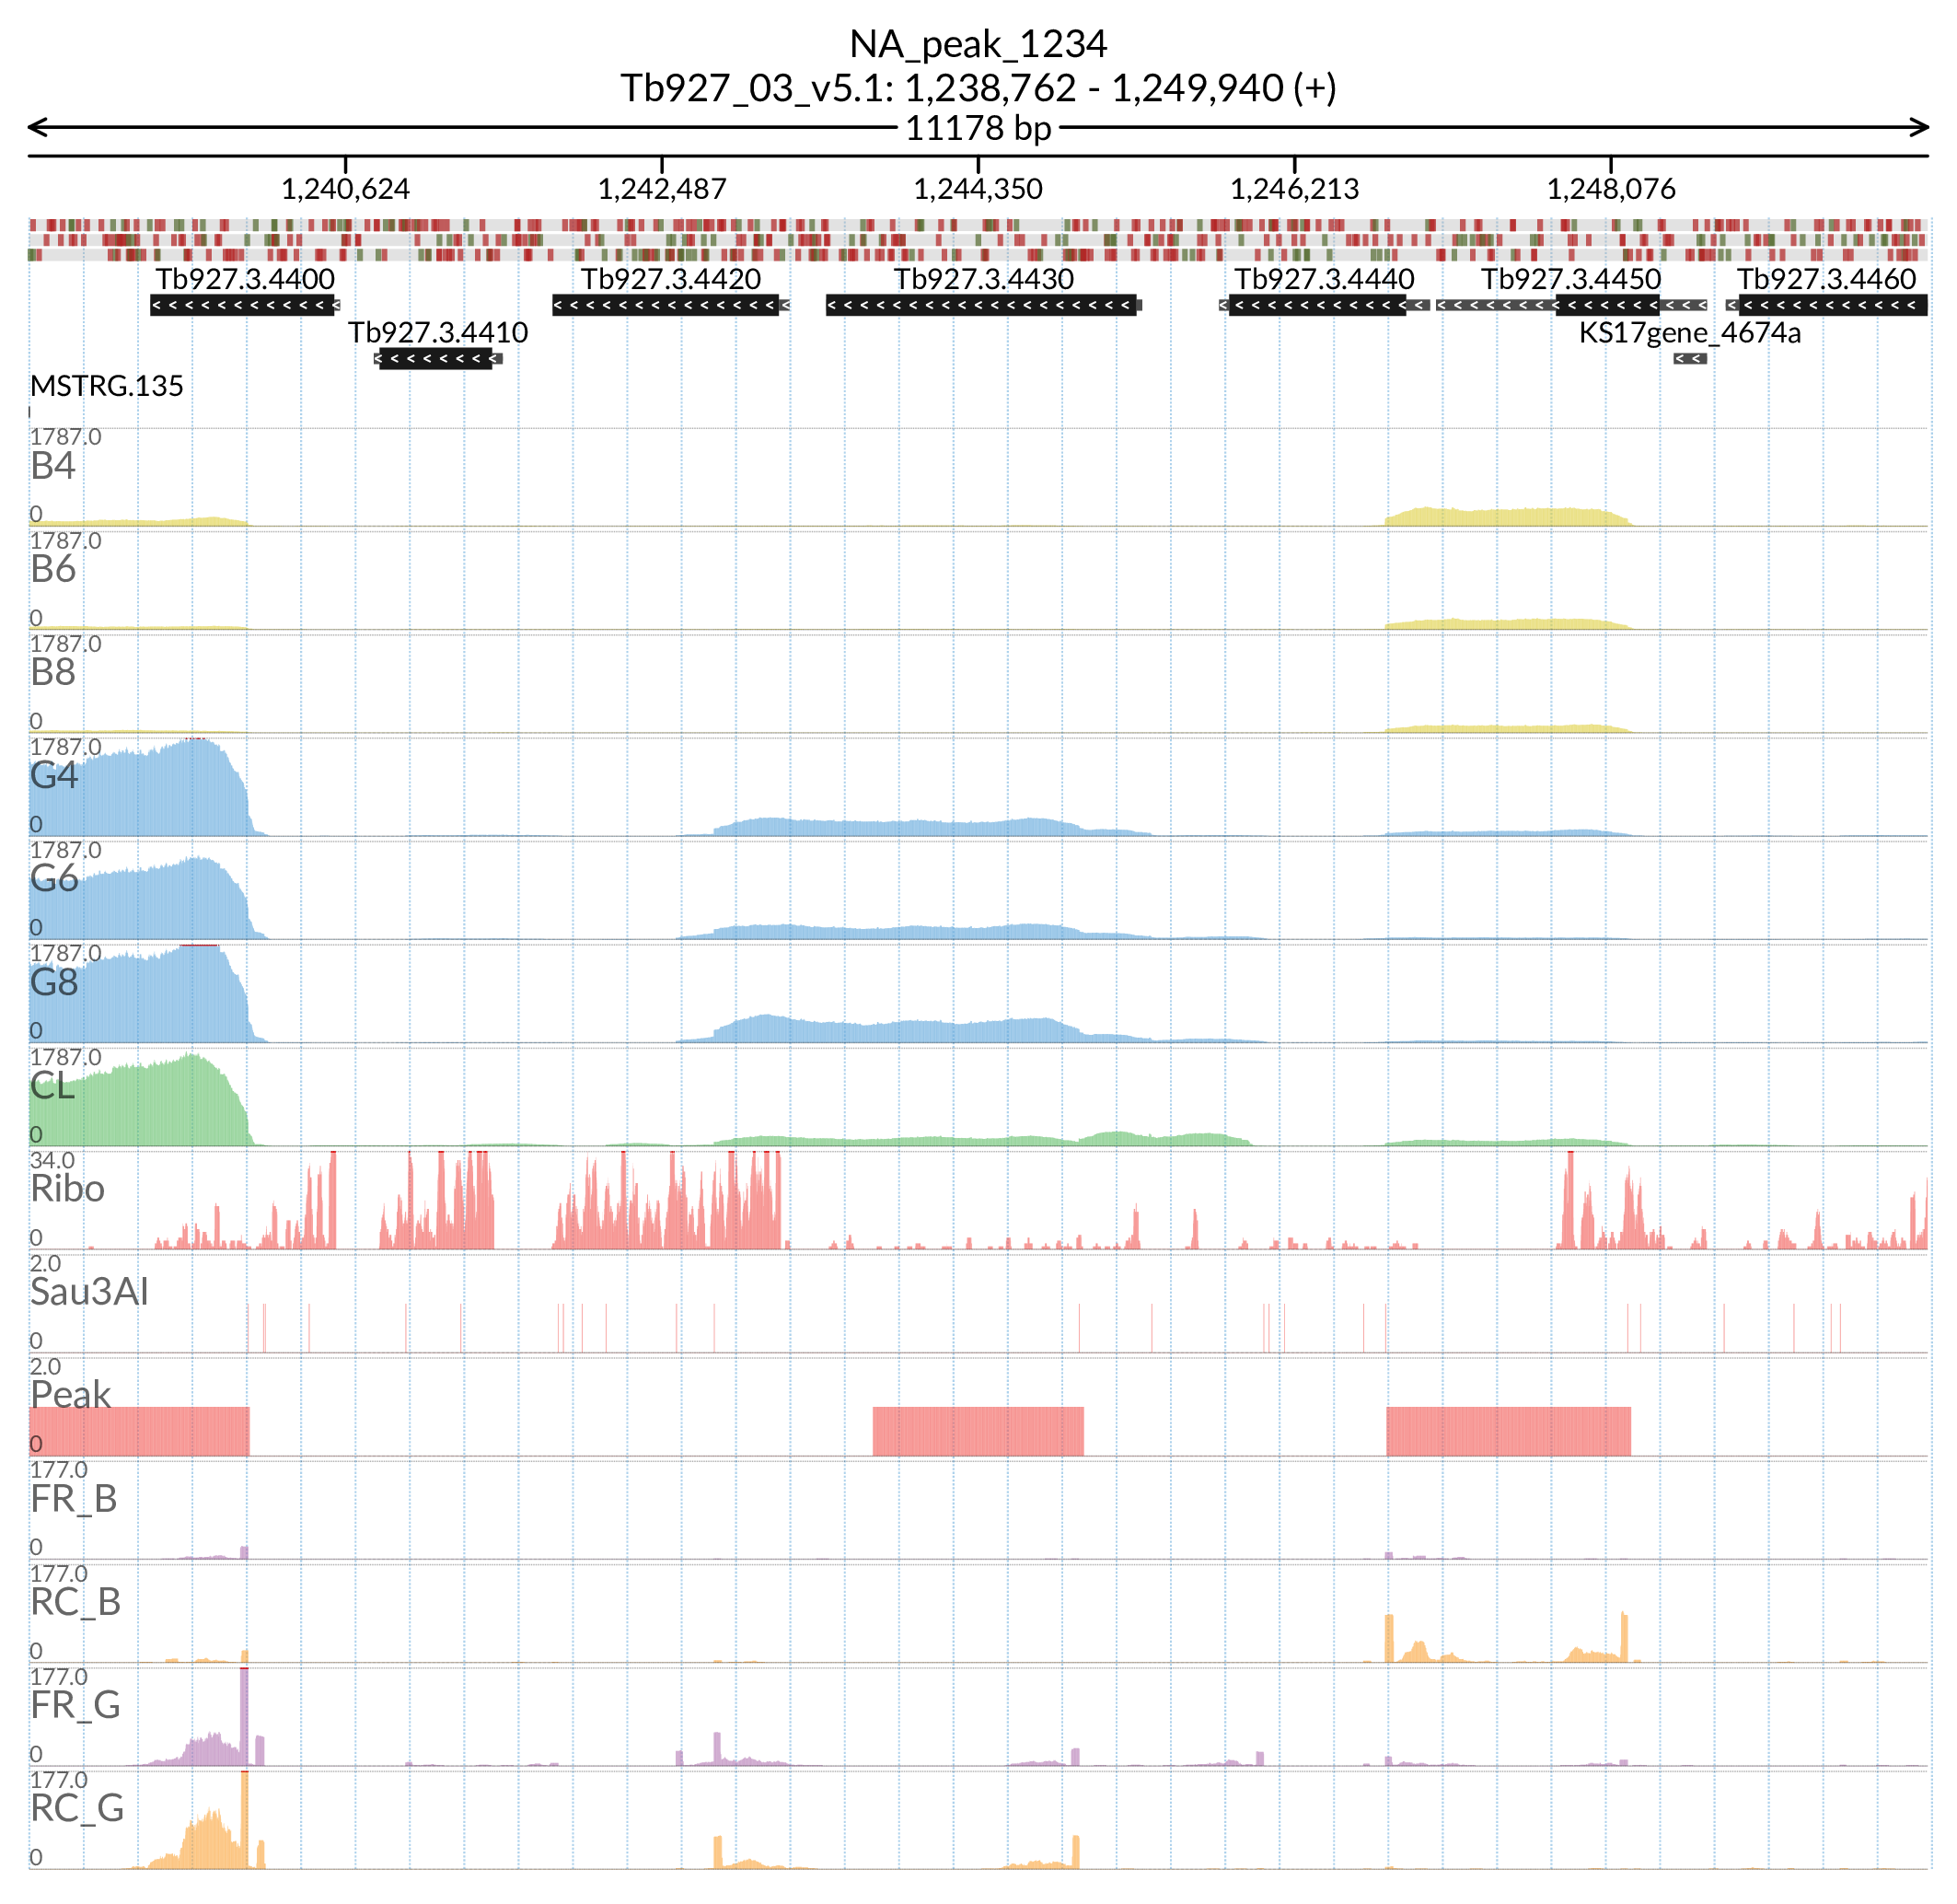 NA_peak_1234
Tb927_03_v5.1: 1,238,762 - 1,249,940 (+)
11178 bp
1,240,624 1,242,487 1,244,350 1,246,213 1,248,076
Tb927.3.4400 Tb927.3.4420 Tb927.3.4430 Tb927.3.4440 Tb927.3.4450 Tb927.3.4460
Tb927.3.4410 KS17gene_4674a
MSTRG.135
1787.0
B4
0
1787.0
B6
0
1787.0
B8
0
1787.0
G4
0
1787.0
G6
0
1787.0
G8
0
1787.0
CL
0
34.0
Ribo
0
2.0
Sau3AI
0
2.0
Peak
0
177.0
FR_B
0
177.0
RC_B
0
177.0
FR_G
0
177.0
RC_G
0